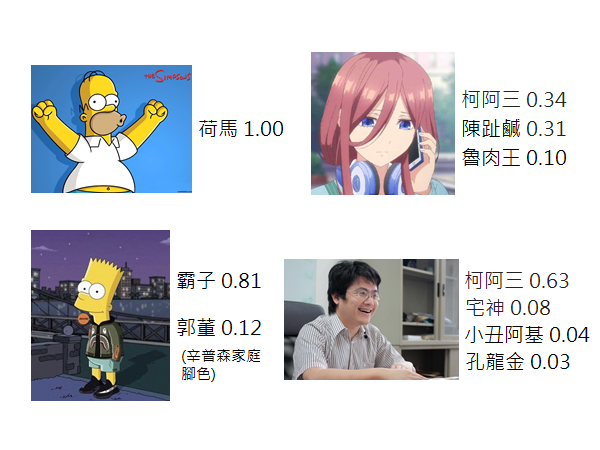 THE SIMPSONS
荷馬 1.00
柯阿三 0.34
陳趾鹹 0.31
魯肉王 0.10
霸子 0.81
郭董 0.12
(辛普森家庭
腳色)
柯阿三 0.63
宅神 0.08
小丑阿基 0.04
孔龍金 0.03